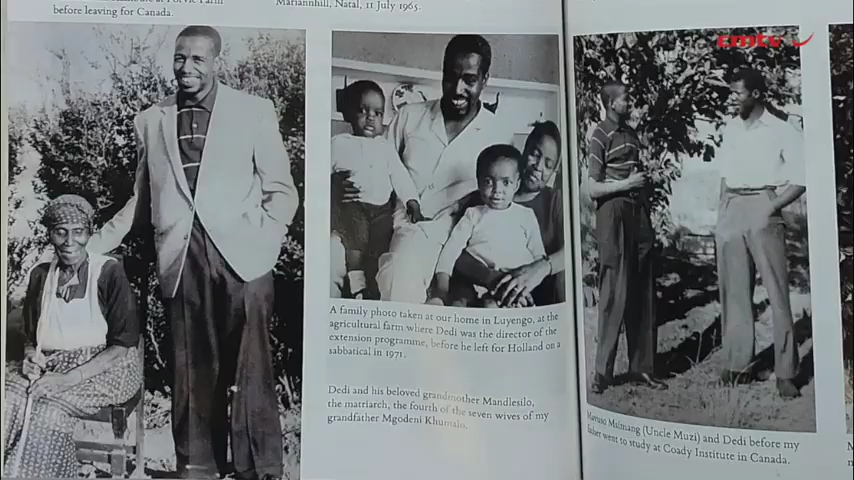 before leaving for Canada.
Mariannhill, Natal, 11 July 1965.
emtv
A family photo taken at our home in Luyengo, at the
agricultural farm where Dedi was the director of the
extension programme, before he left for Holland on a
sabbatical in 1971.
Dedi and his beloved grandmother Mandlesilo,
the matriarch, the fourth of the seven wives of my
grandfather Mgodeni Khumalo.
Mavuso Msimang (Uncle Muzi) and Dedi before my
father went to study at Coady Institute in Canada.